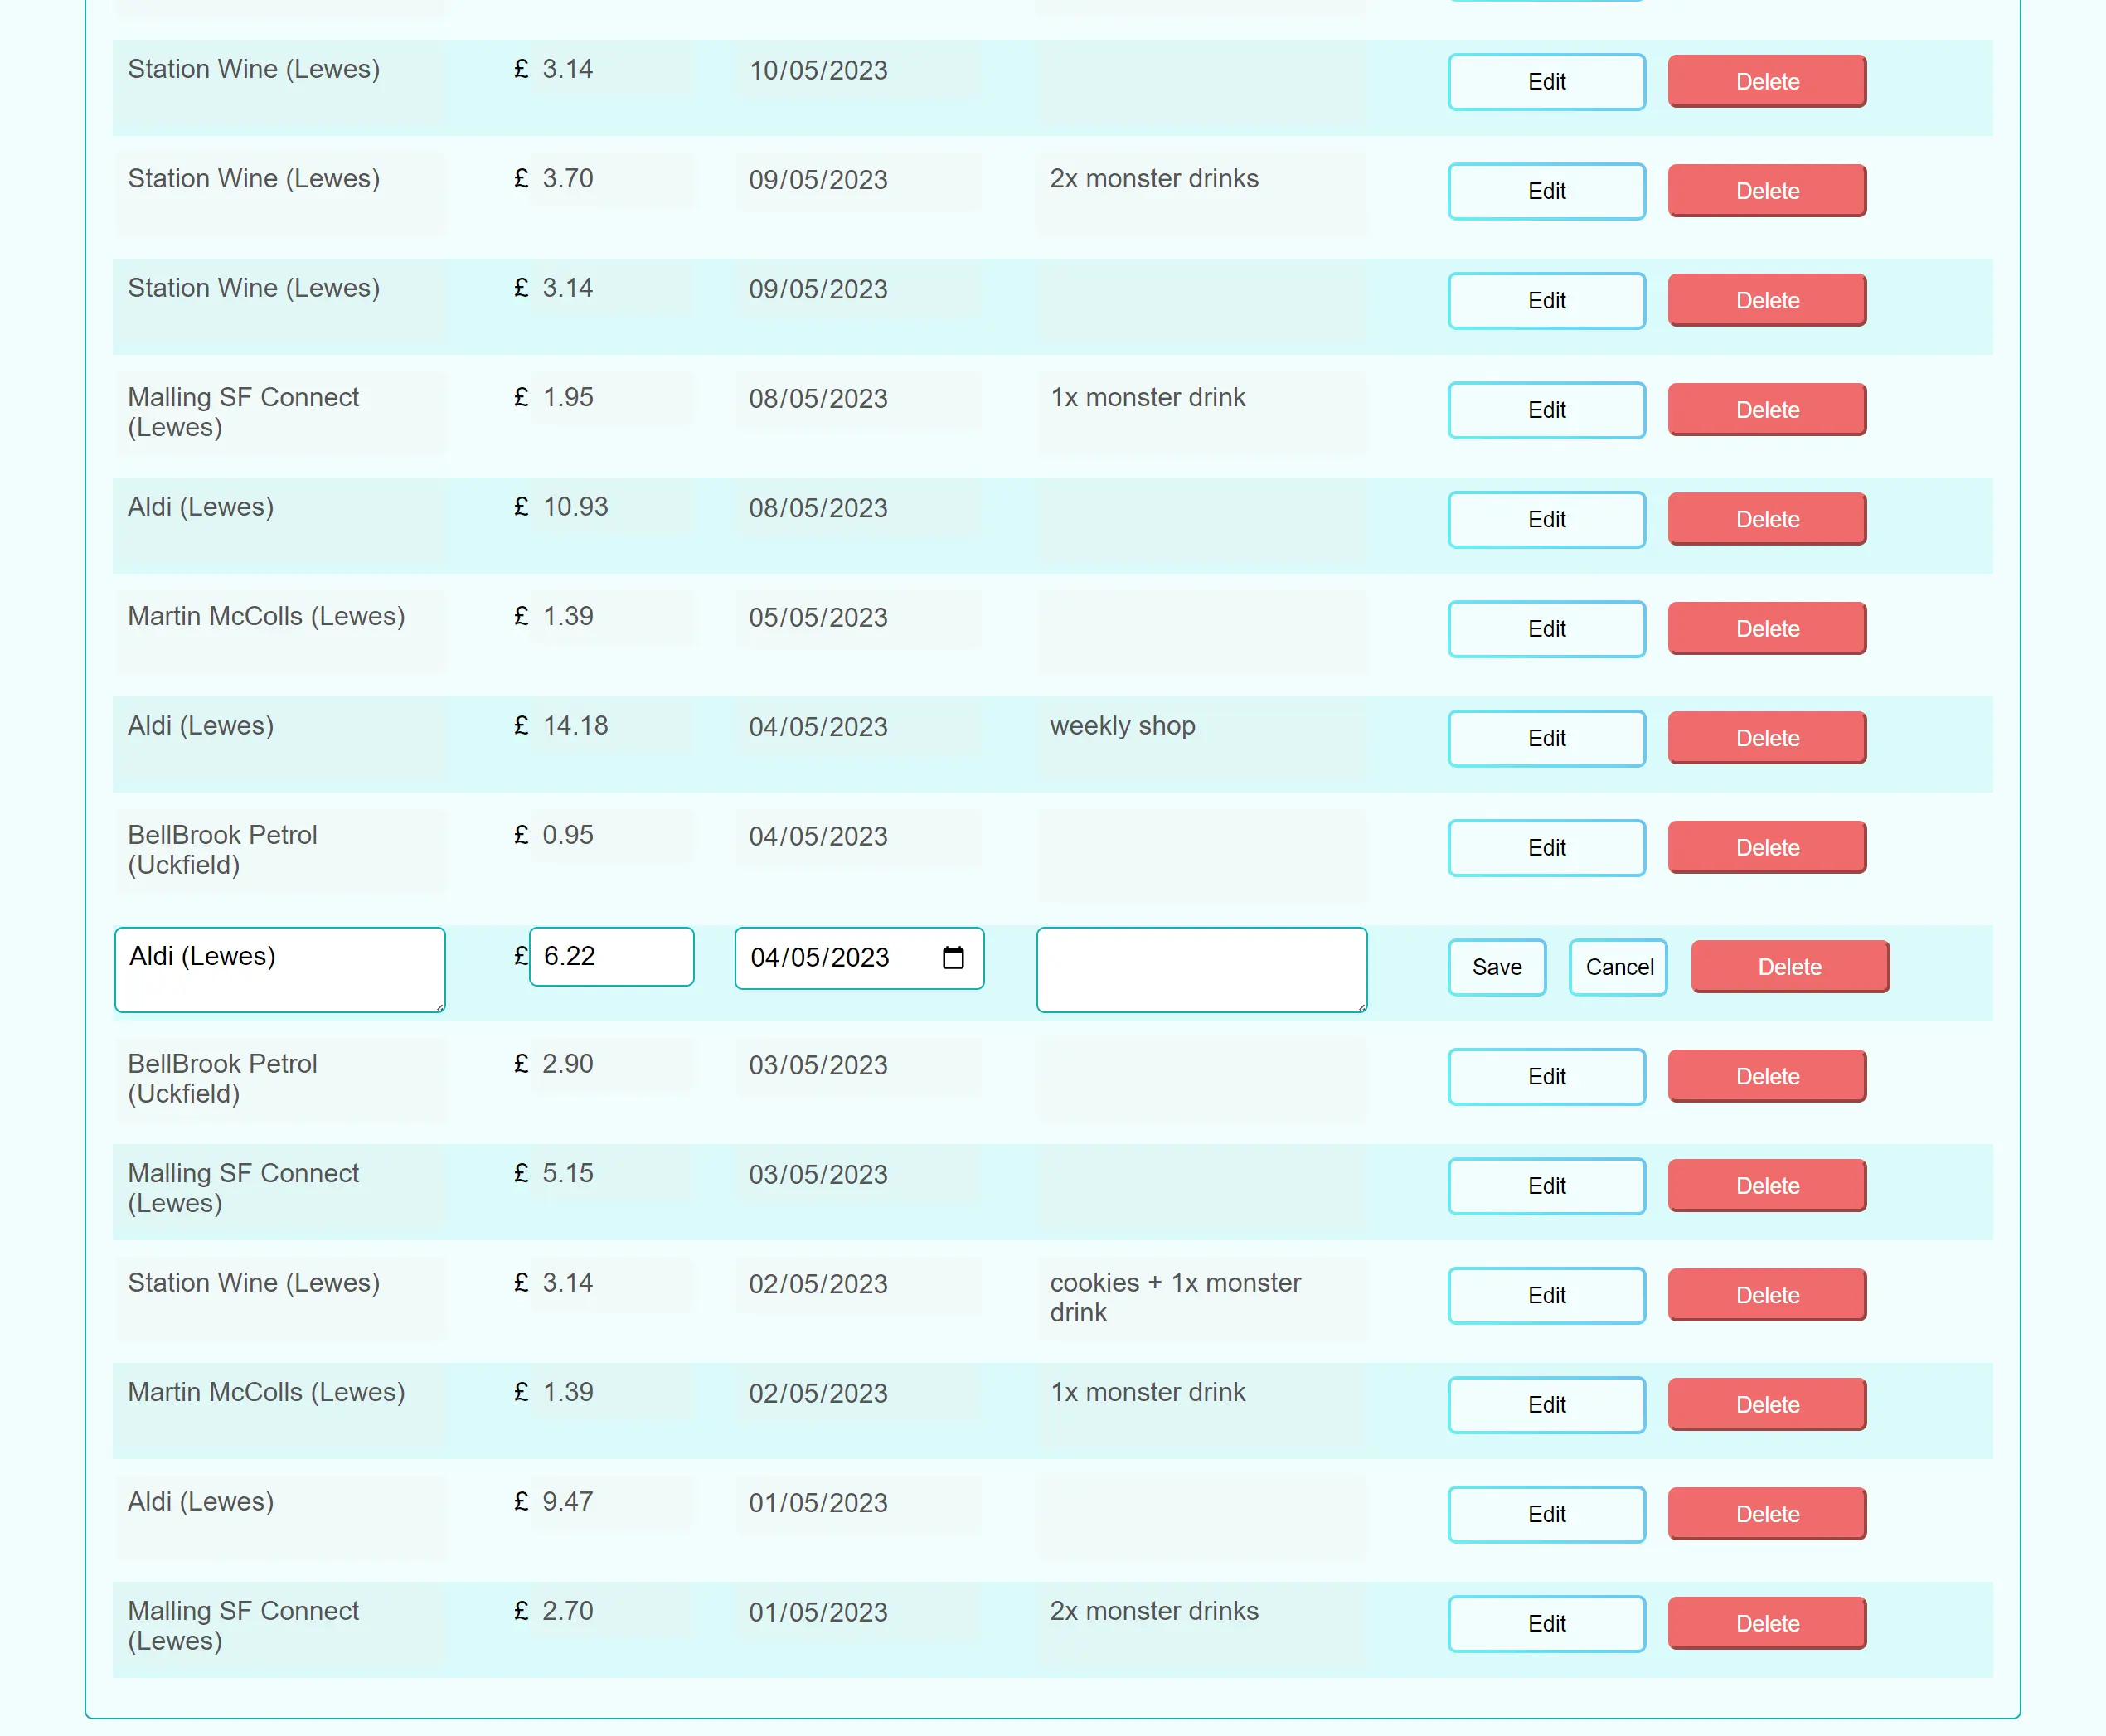 Station Wine (Lewes) £ 3.14 10/05/2023 Edit Delete
Station Wine (Lewes) £ 3.70 09/05/2023 2x monster drinks Edit Delete
Station Wine (Lewes) £ 3.14 09/05/2023 Edit Delete
Malling SF Connect £ 1.95 08/05/2023 1x monster drink Edit Delete
(Lewes)
Aldi (Lewes) £ 10.93 08/05/2023 Edit Delete
Martin McColls (Lewes) £ 1.39 05/05/2023 Edit Delete
Aldi (Lewes) £ 14.18 04/05/2023 weekly shop Edit Delete
BellBrook Petrol £ 0.95 04/05/2023 Edit Delete
(Uckfield)
Aldi (Lewes) £ 6.22 04/05/2023 Save Cancel Delete
BellBrook Petrol £ 2.90 03/05/2023 Edit Delete
(Uckfield)
Malling SF Connect £ 5.15 03/05/2023 Edit Delete
(Lewes)
Station Wine (Lewes) £ 3.14 02/05/2023 cookies + 1x monster Edit Delete
drink
Martin McColls (Lewes) £ 1.39 02/05/2023 1x monster drink Edit Delete
Aldi (Lewes) £ 9.47 01/05/2023 Edit Delete
Malling SF Connect £ 2.70 01/05/2023 2x monster drinks Edit Delete
(Lewes)